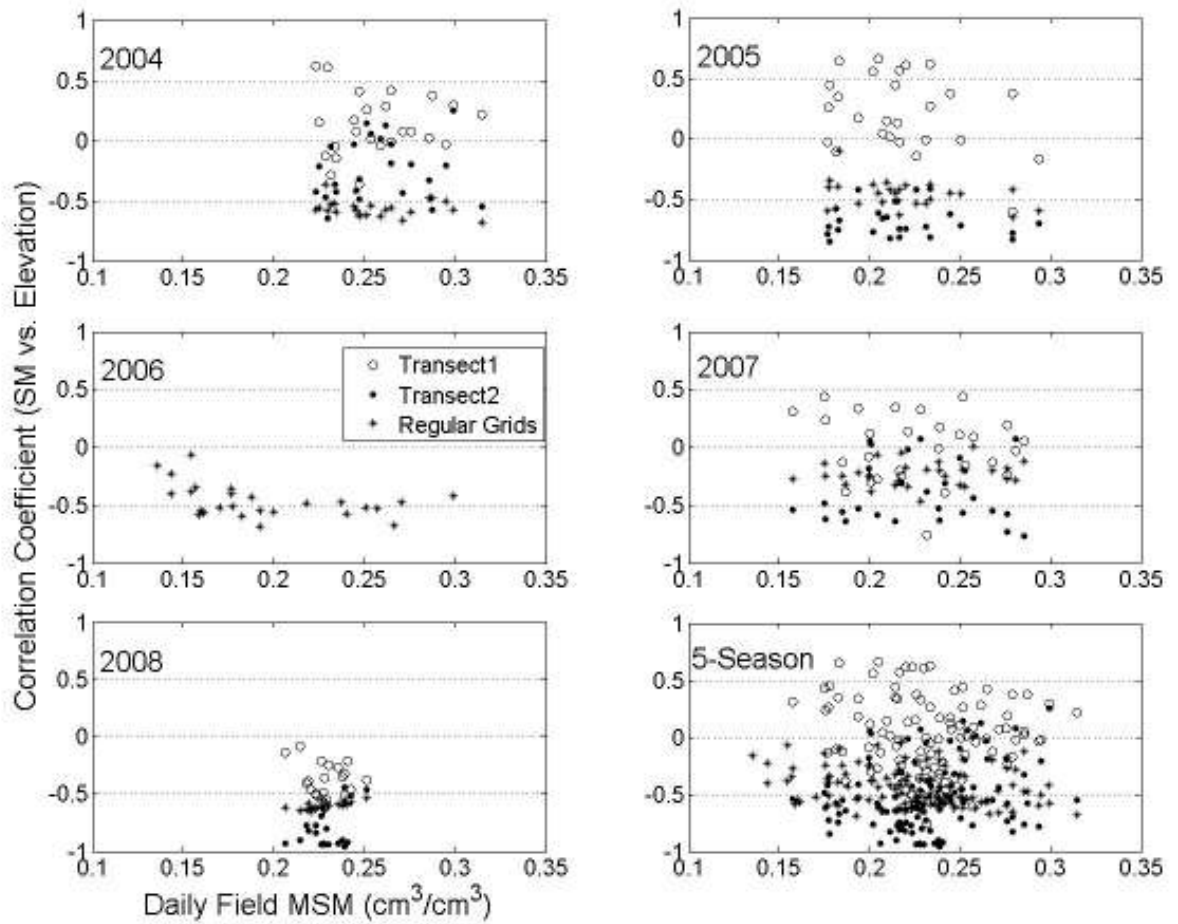 Correlation Coefficient (SM vs. Elevation)
2004
1
0.5
0
-0.5
-1
0.1 0.15 0.2 0.25 0.3 0.35
2005
1
0.5
0
-0.5
-1
0.1 0.15 0.2 0.25 0.3 0.35
2006
1
0.5
0
-0.5
-1
0.1 0.15 0.2 0.25 0.3 0.35
Transect1
Transect2
Regular Grids
2007
1
0.5
0
-0.5
-1
0.1 0.15 0.2 0.25 0.3 0.35
2008
1
0.5
0
-0.5
-1
0.1 0.15 0.2 0.25 0.3 0.35
5-Season
1
0.5
0
-0.5
-1
0.1 0.15 0.2 0.25 0.3 0.35
Daily Field MSM (cm³/cm³)